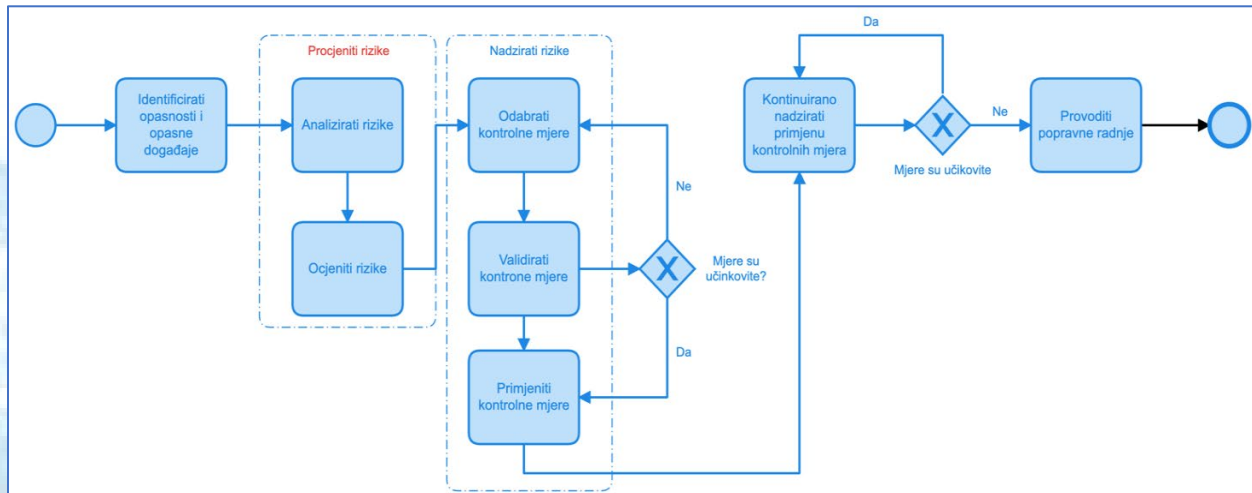 Procjeniti rizike
Identificirati
opasnosti i
opasne
događaje
Analizirati rizike
Ocjeniti rizike
Nadzirati rizike
Odabrati
kontrolne mjere
Validirati
kontrone mjere
Primjeniti
kontrolne mjere
Ne
X
Mjere su
učinkovite?
Da
Da
Kontinuirano
nadzirati
primjenu
kontrolnih mjera
X
Mjere su učikovite
Ne
Provoditi
popravne radnje